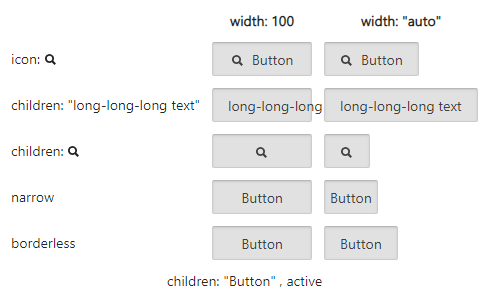 width: 100 width: "auto"
icon: Button Button
children: "long-long-long text" long-long-long long-long-long text
children:
narrow Button Button
borderless Button Button
children: "Button" , active